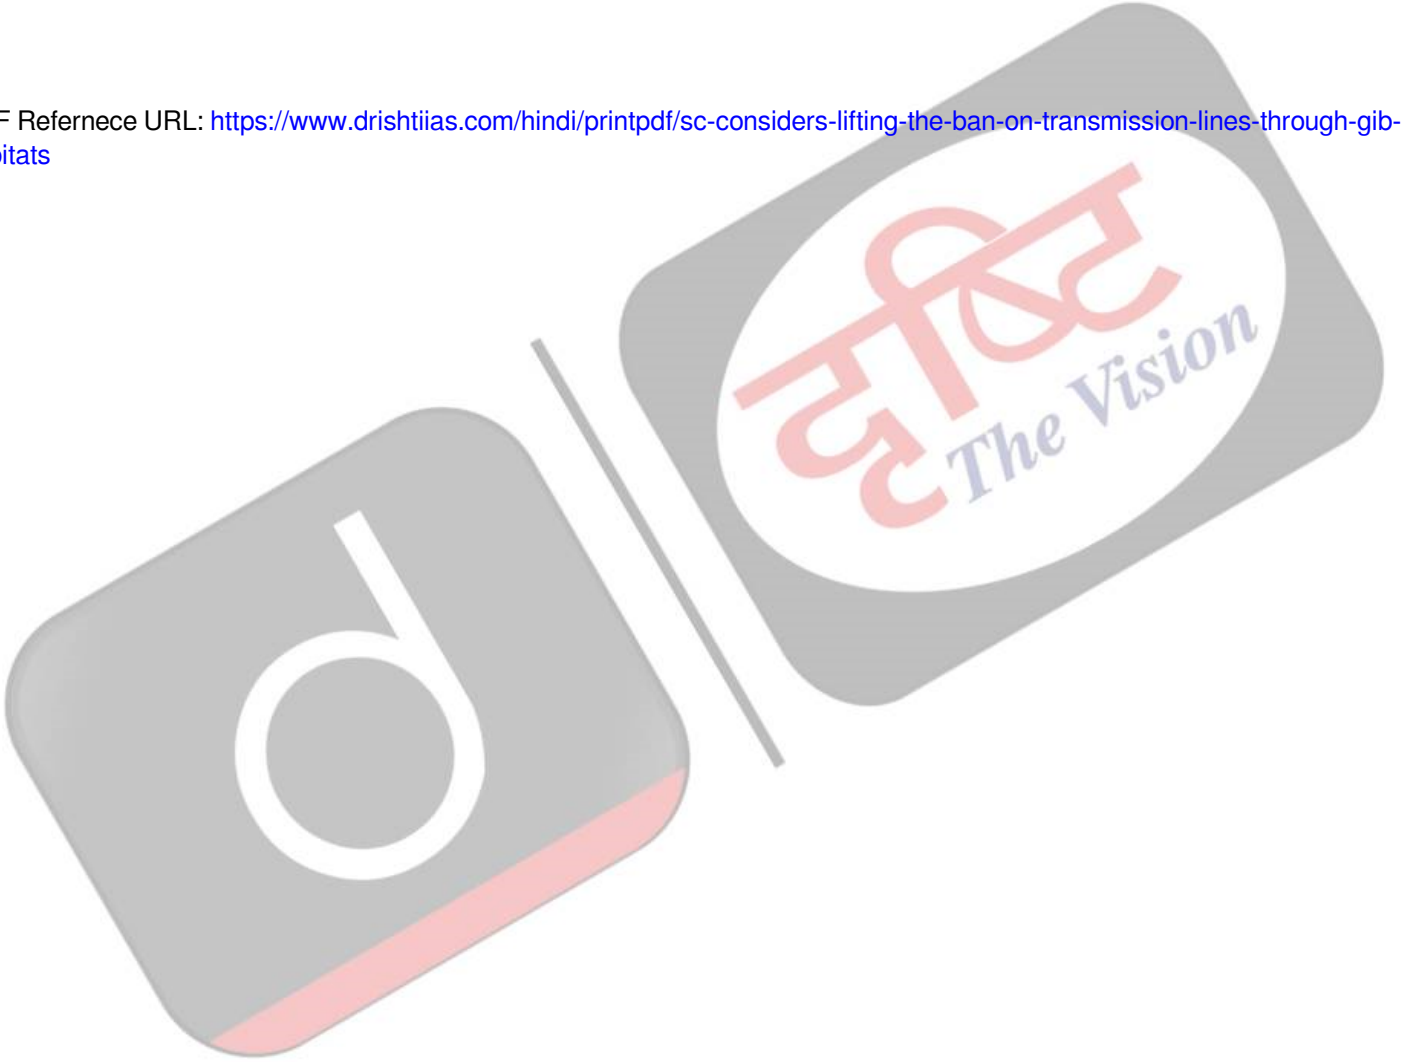 F Refernece URL: https://www.drishtiias.com/hindi/printpdf/sc-considers-lifting-the-ban-on-transmission-lines-through-gib-
itats
दृष्टि
The Vision
d